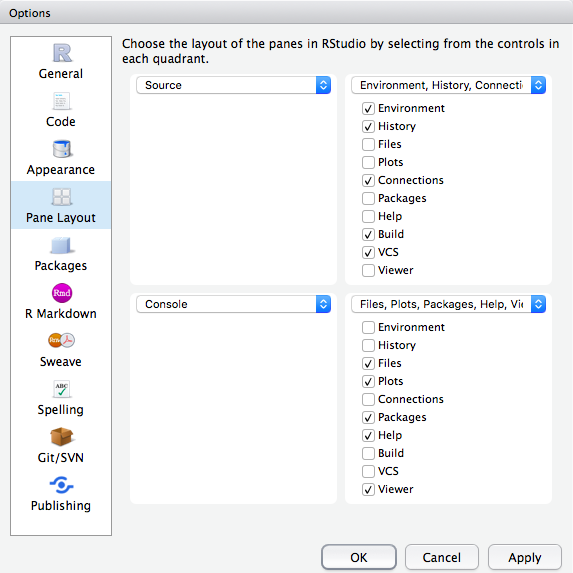 Options
Choose the layout of the panes in RStudio by selecting from the controls in
each quadrant.
R
General
Code
Appearance
Pane Layout
Packages
Rmd
R Markdown
Rnw
Sweave
ABC
Spelling
Git/SVN
Publishing
Source
Environment, History, Connecti
Environment
History
Files
Plots
Connections
Packages
Help
Build
VCS
Viewer
Console
Files, Plots, Packages, Help, Vi
Environment
History
Files
Plots
Connections
Packages
Help
Build
VCS
Viewer
OK
Cancel
Apply